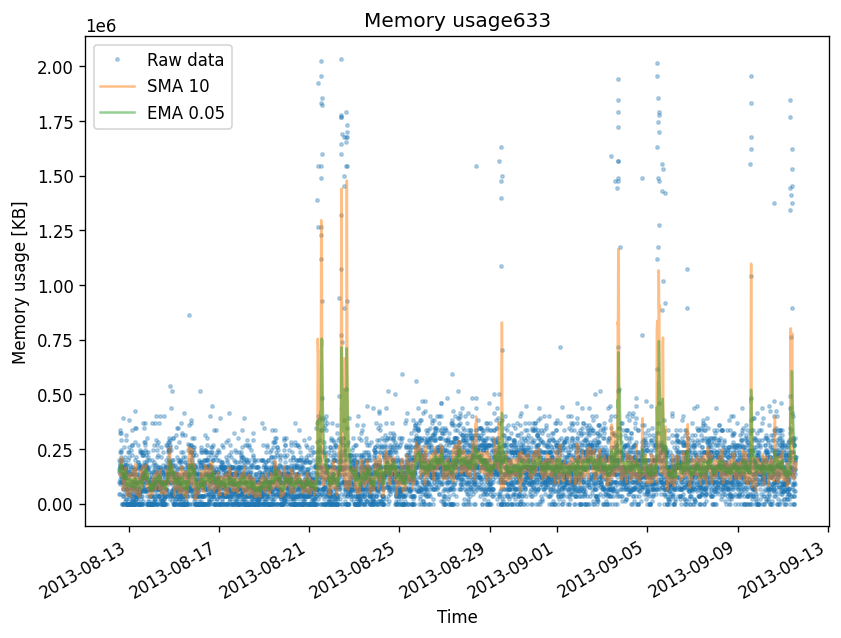 Memory usage633
1e6
Raw data
SMA 10
EMA 0.05
2.00
1.75
1.50
1.25
1.00
0.75
0.50
0.25
0.00
Memory usage [KB]
2013-08-13
2013-08-17
2013-08-21
2013-08-25
2013-08-29
2013-09-01
2013-09-05
2013-09-09
2013-09-13
Time